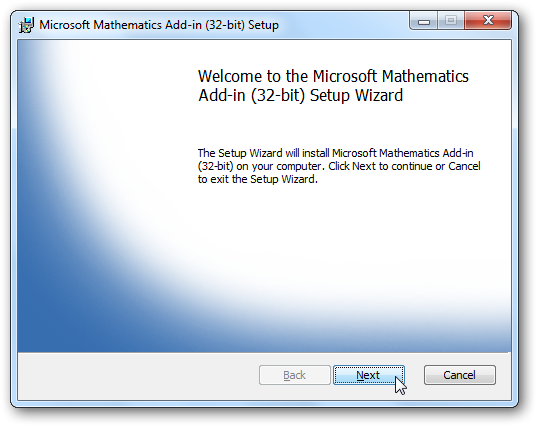 Microsoft Mathematics Add-in (32-bit) Setup
Welcome to the Microsoft Mathematics
Add-in (32-bit) Setup Wizard
The Setup Wizard will install Microsoft Mathematics Add-in
(32-bit) on your computer. Click Next to continue or Cancel
to exit the Setup Wizard.
Back
Next
Cancel